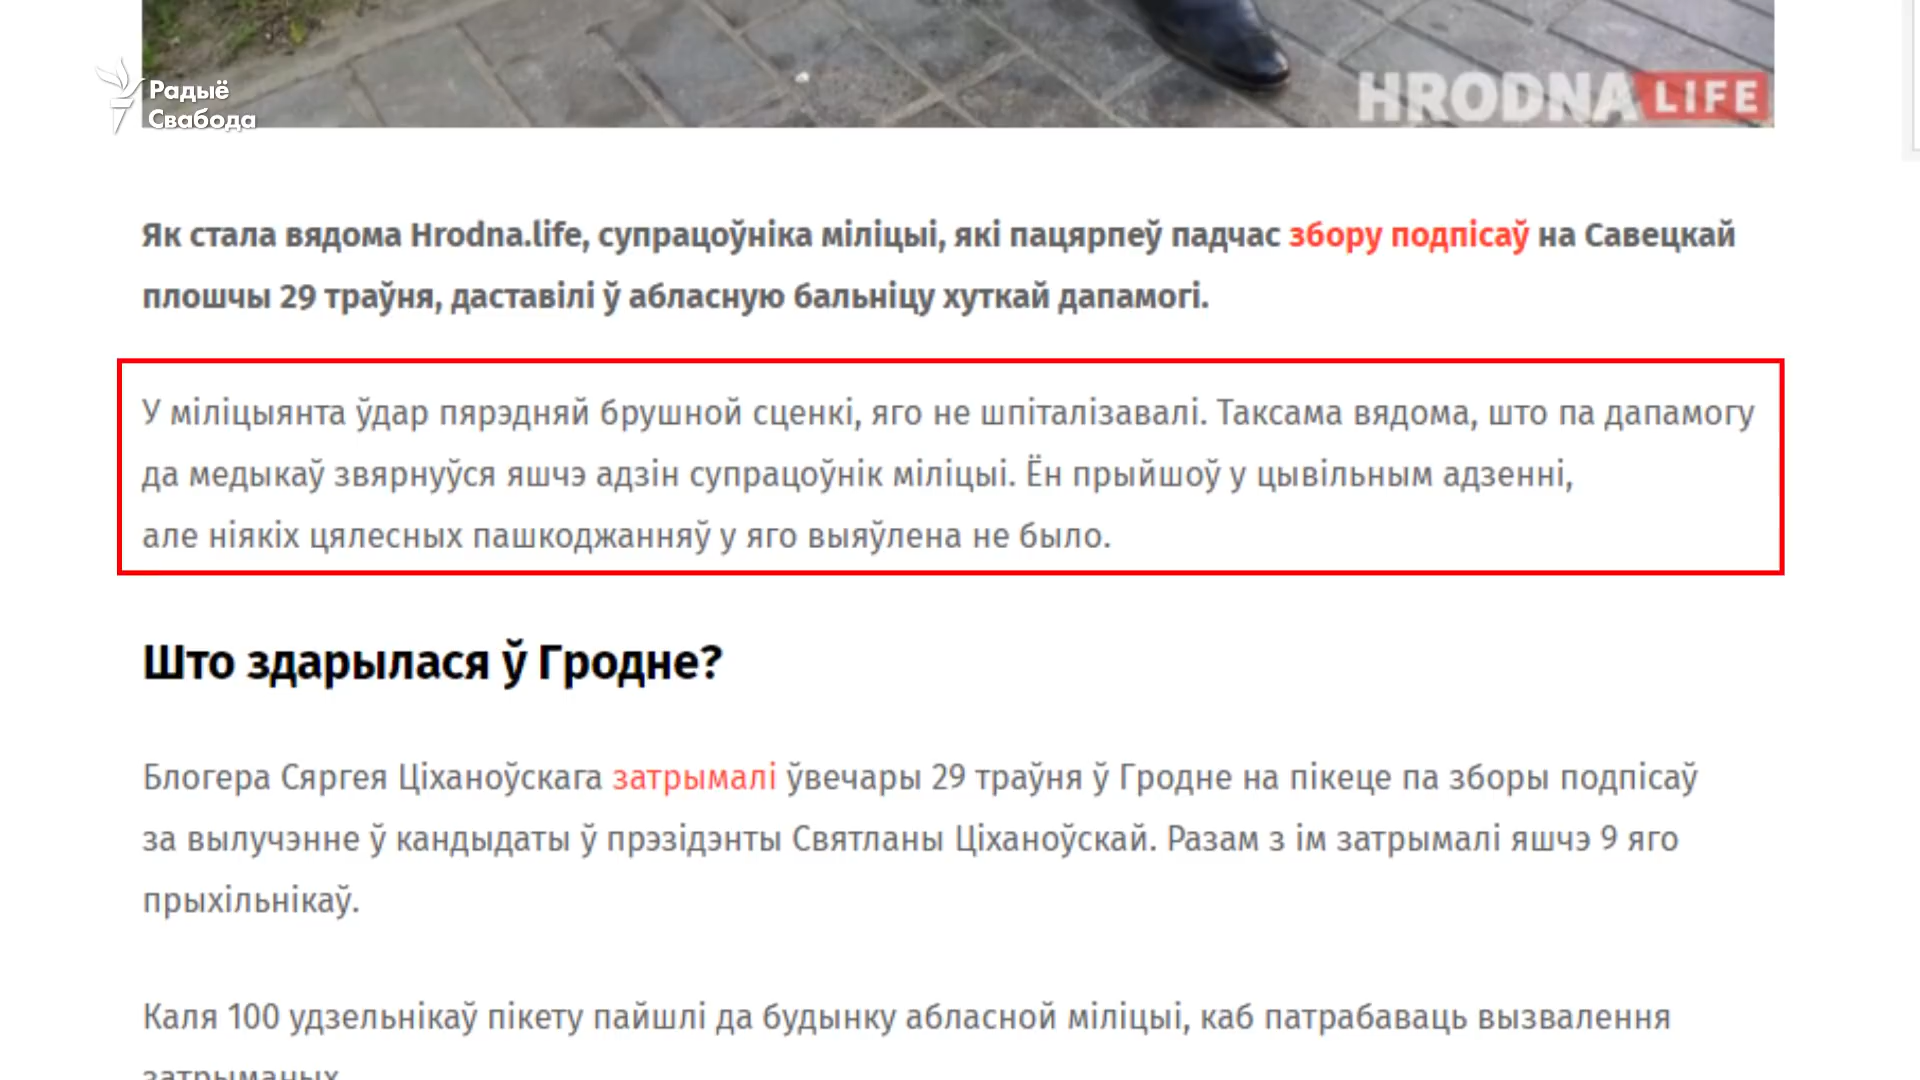 Радыё
Свабода
HRODNA LIFE
Як стала вядома Hrodna.life, супрацоўніка міліцыі, які пацярпеў падчас збору подпісаў на Савецкай
плошчы 29 траўня, даставілі ў абласную бальніцу хуткай дапамогі.
У міліцыянта ўдар пярэдняй брушной сценкі, яго не шпіталізавалі. Таксама вядома, што па дапамогу
да медыкаў звярнуўся яшчэ адзін супрацоўнік міліцыі. Ён прыйшоў у цывільным адзенні,
але ніякіх цялесных пашкоджанняў у яго выяўлена не было.
Што здарылася ў Гродне?
Блогера Сяргея Ціханоўскага затрымалі ўвечары 29 траўня ў Гродне на пікеце па зборы подпісаў
за вылучэнне ў кандыдаты ў прэзідэнты Святланы Ціханоўскай. Разам з ім затрымалі яшчэ 9 яго
прыхільнікаў.
Каля 100 удзельнікаў пікету пайшлі да будынку абласной міліцыі, каб патрабаваць вызвалення
затрыманых.